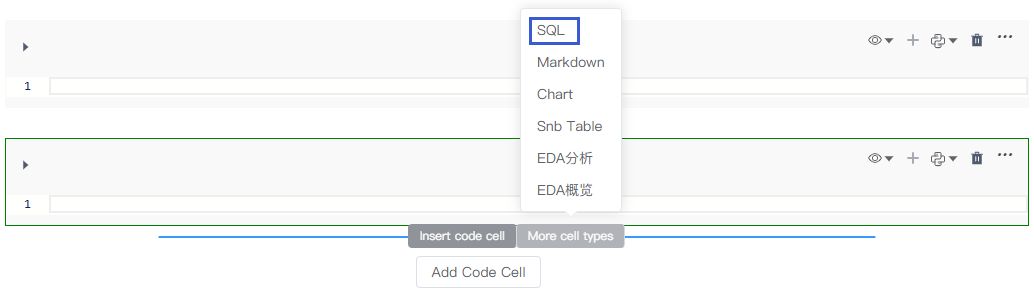 SQL
Markdown
Chart
Snb Table
EDA分析
EDA概览
1
1
Insert code cell
More cell types
Add Code Cell